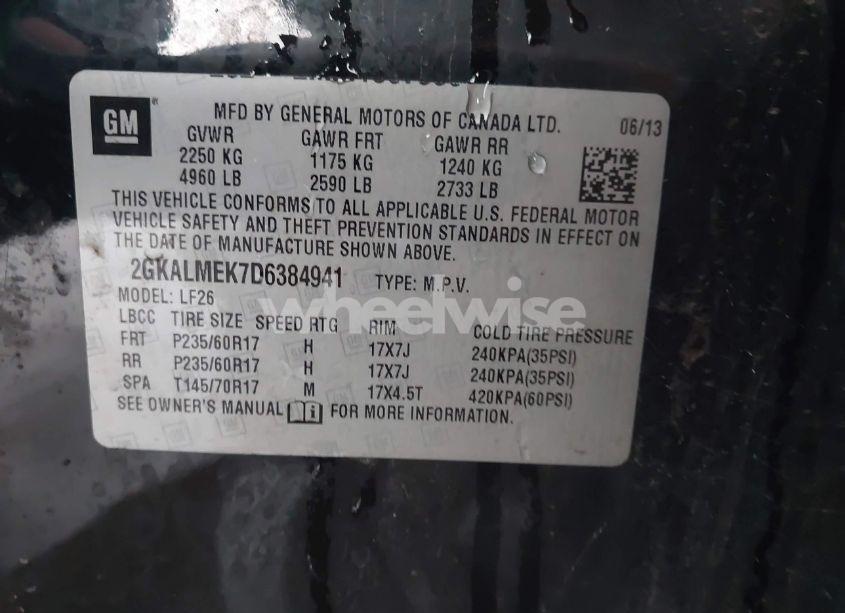 GM
MFD BY GENERAL MOTORS OF CANADA LTD. 06/13
GVWR GAWR FRT GAWR RR
2250 KG 1175 KG 1240 KG
4960 LB 2590 LB 2733 LB
THIS VEHICLE CONFORMS TO ALL APPLICABLE U.S. FEDERAL MOTOR
VEHICLE SAFETY AND THEFT PREVENTION STANDARDS IN EFFECT ON
THE DATE OF MANUFACTURE SHOWN ABOVE.
2GKALMEK7D6384941 TYPE: M.P.V.
MODEL: LF26
wheelwise
LBCC TIRE SIZE SPEED RTG RIM COLD TIRE PRESSURE
FRT P235/60R17 H 17X7J 240KPA(35PSI)
RR P235/60R17 H 17X7J 240KPA(35PSI)
SPA T145/70R17 M 17X4.5T 420KPA(60PSI)
SEE OWNER'S MANUAL FOR MORE INFORMATION.